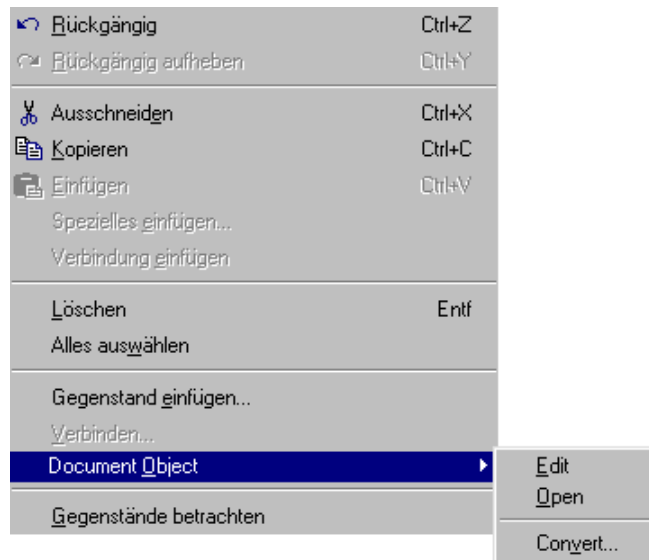 Rückgängig Ctrl+Z
Rückgängig aufheben Ctrl+Y
Ausschneiden Ctrl+X
Kopieren Ctrl+C
Einfügen Ctrl+V
Spezielles einfügen...
Verbindung einfügen
Löschen Entf
Alles auswählen
Gegenstand einfügen...
Verbinden...
Document Object
Edit
Open
Gegenstände betrachten
Convert...